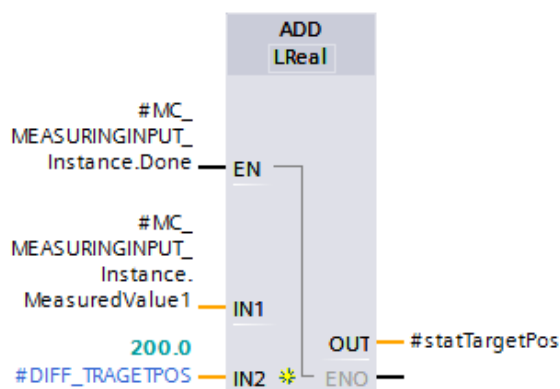 ADD
LReal
#MC_
MEASURINGINPUT_
Instance.Done
EN
#MC_
MEASURINGINPUT_
Instance.
MeasuredValue1
IN1
200.0
#DIFF_TRAGETPOS
IN2
OUT
#statTargetPos
ENO